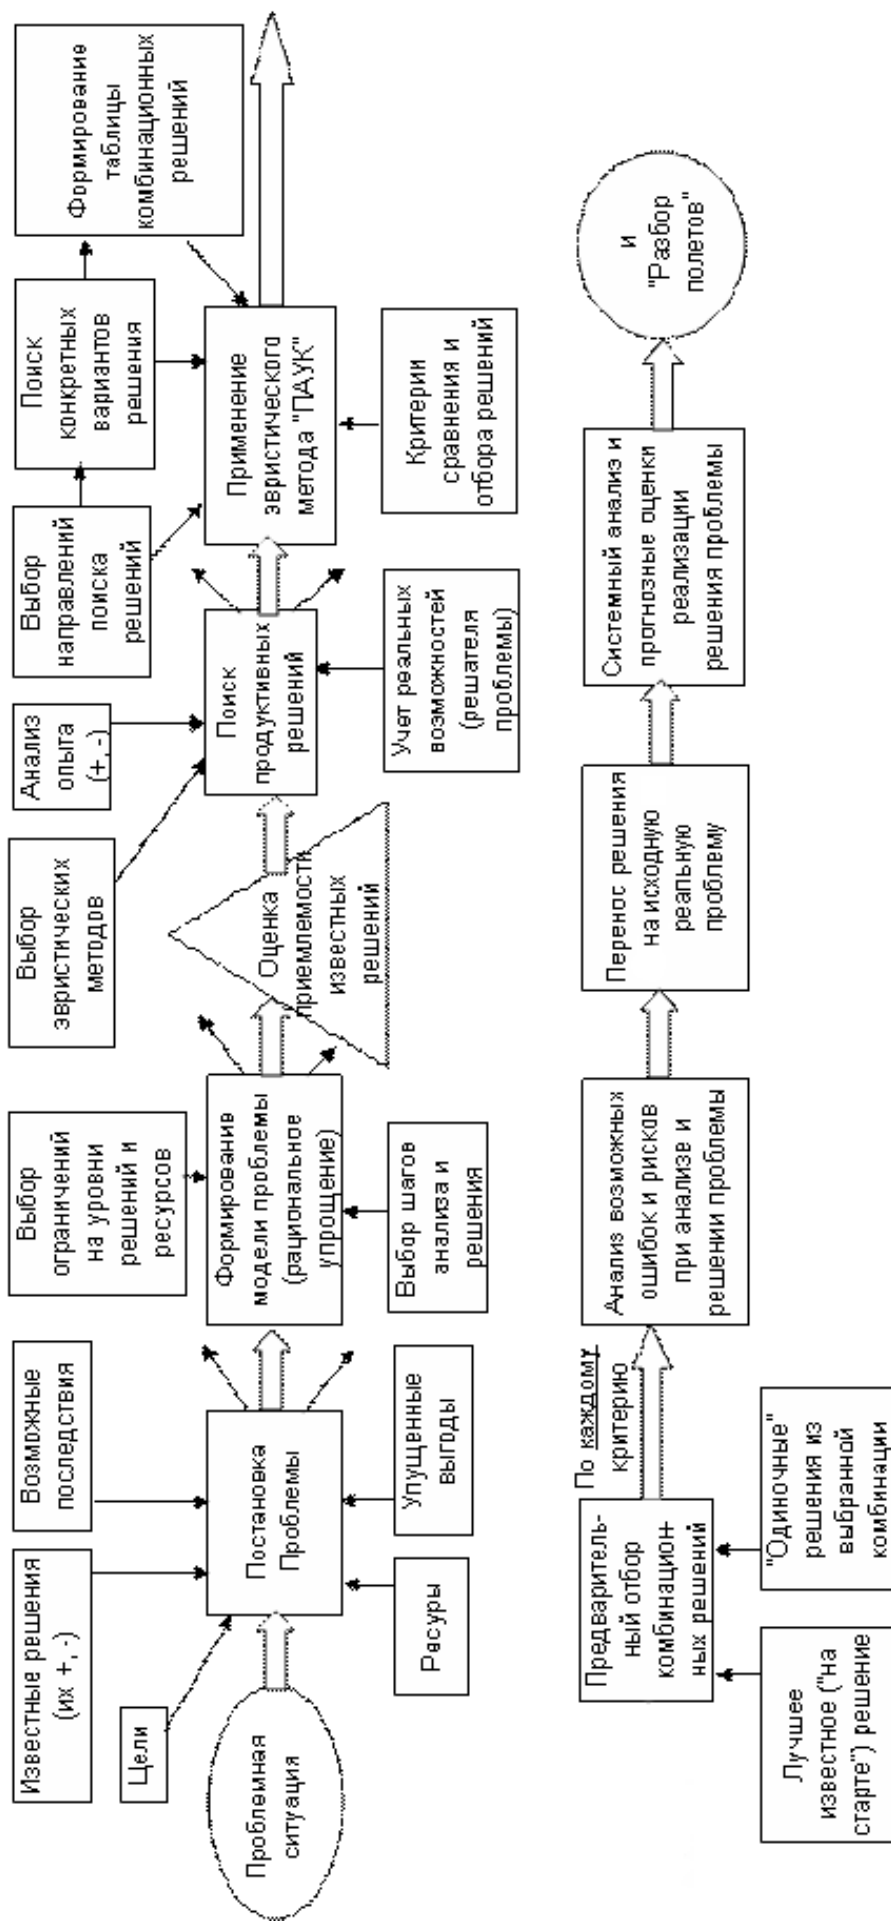 Известные решения
(их +, -)
Возможные
последствия
Цели
Проблемная
ситуация
Постановка
Проблемы
Ресуры
Упущенные
выгоды
Выбор
ограничений
на уровни
решений и
ресурсов
Формирование
модели проблемы
(рациональное
упрощение)
Выбор шагов
анализа и
решения
Выбор
эвристических
методов
Оценка
приемлемости
известных
решений
Анализ
опыта
(+, -)
Поиск
продуктивных
решений
Учет реальных
возможностей
(решателя
проблемы)
Выбор
направлений
поиска
решений
Поиск
конкретных
вариантов
решения
Формирование
таблицы
комбинационных
решений
Применение
эвристического
метода "ПАУК"
Критерии
сравнения и
отбора решений
Предваритель-
ный отбор
комбинацион-
ных решений
Лучшее
известное ("на
старте") решение
"Одиночные"
решения из
выбранной
комбинации
По каждому
критерию
Анализ возможных
ошибок и рисков
при анализе и
решении проблемы
Перенос решения
на исходную
реальную
проблему
Системный анализ и
прогнозные оценки
реализации
решения проблемы
и
"Разбор
полетов"